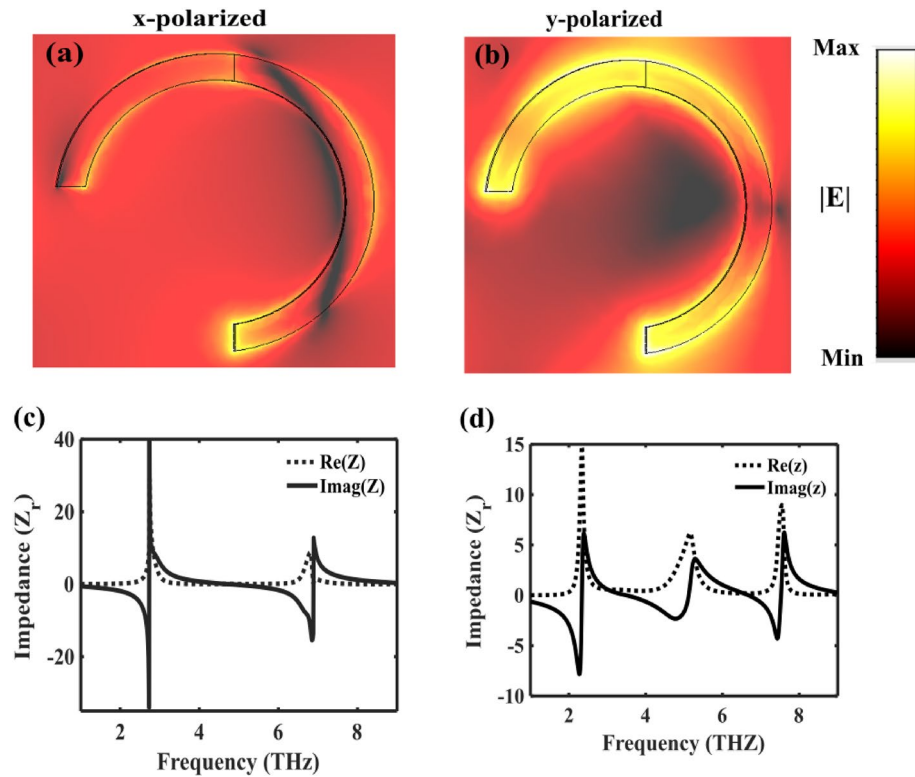 x-polarized
y-polarized
(a)
(b)
Max
|E|
Min
(c)
40
20
0
-20
Impedance (Zr)
Re(Z)
Imag(Z)
2 4 6 8
Frequency (THz)
(d)
15
10
5
0
-5
-10
Impedance (Zr)
Re(z)
Imag(z)
2 4 6 8
Frequency (THZ)